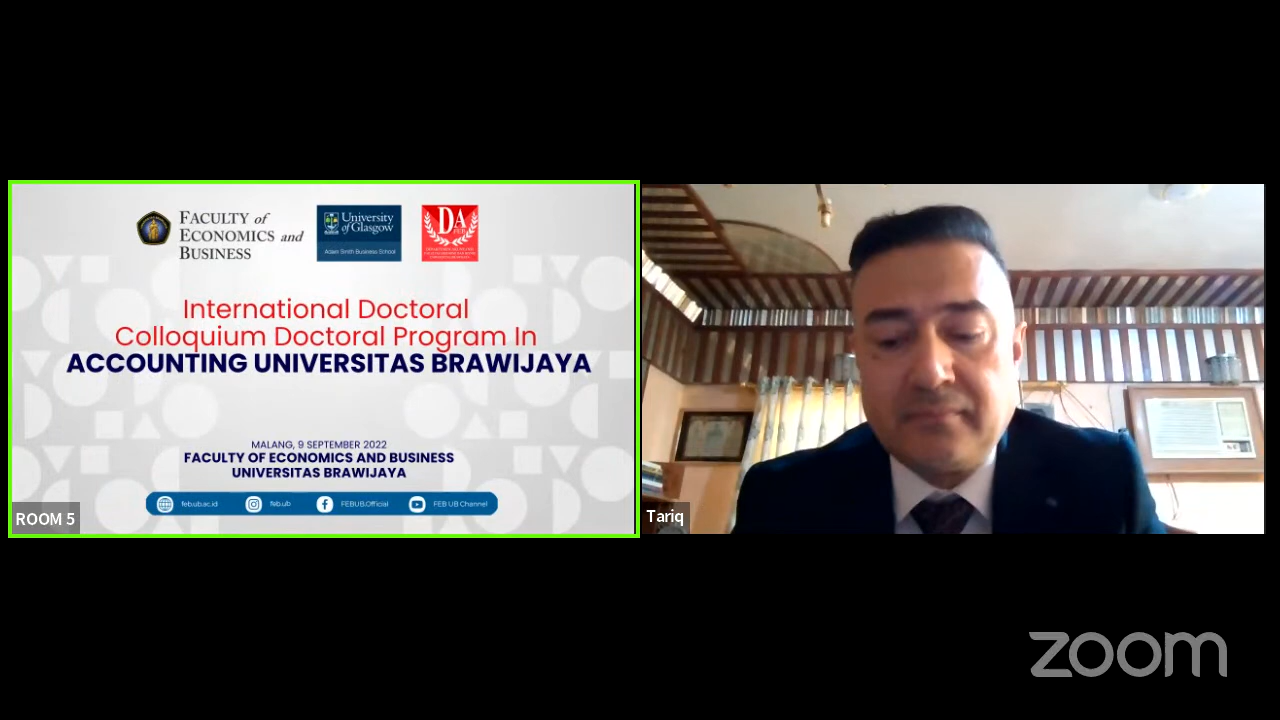 FACULTY of
ECONOMICS and
BUSINESS
University
of Glasgow
Adam Smith Business School
DA
International Doctoral
Colloquium Doctoral Program In
ACCOUNTING UNIVERSITAS BRAWIJAYA
MALANG, 9 SEPTEMBER 2022
FACULTY OF ECONOMICS AND BUSINESS
UNIVERSITAS BRAWIJAYA
feb.ub.ac.id
feb.ub
FEBUB.Official
FEB UB Channel
ROOM 5
Tariq
zoom